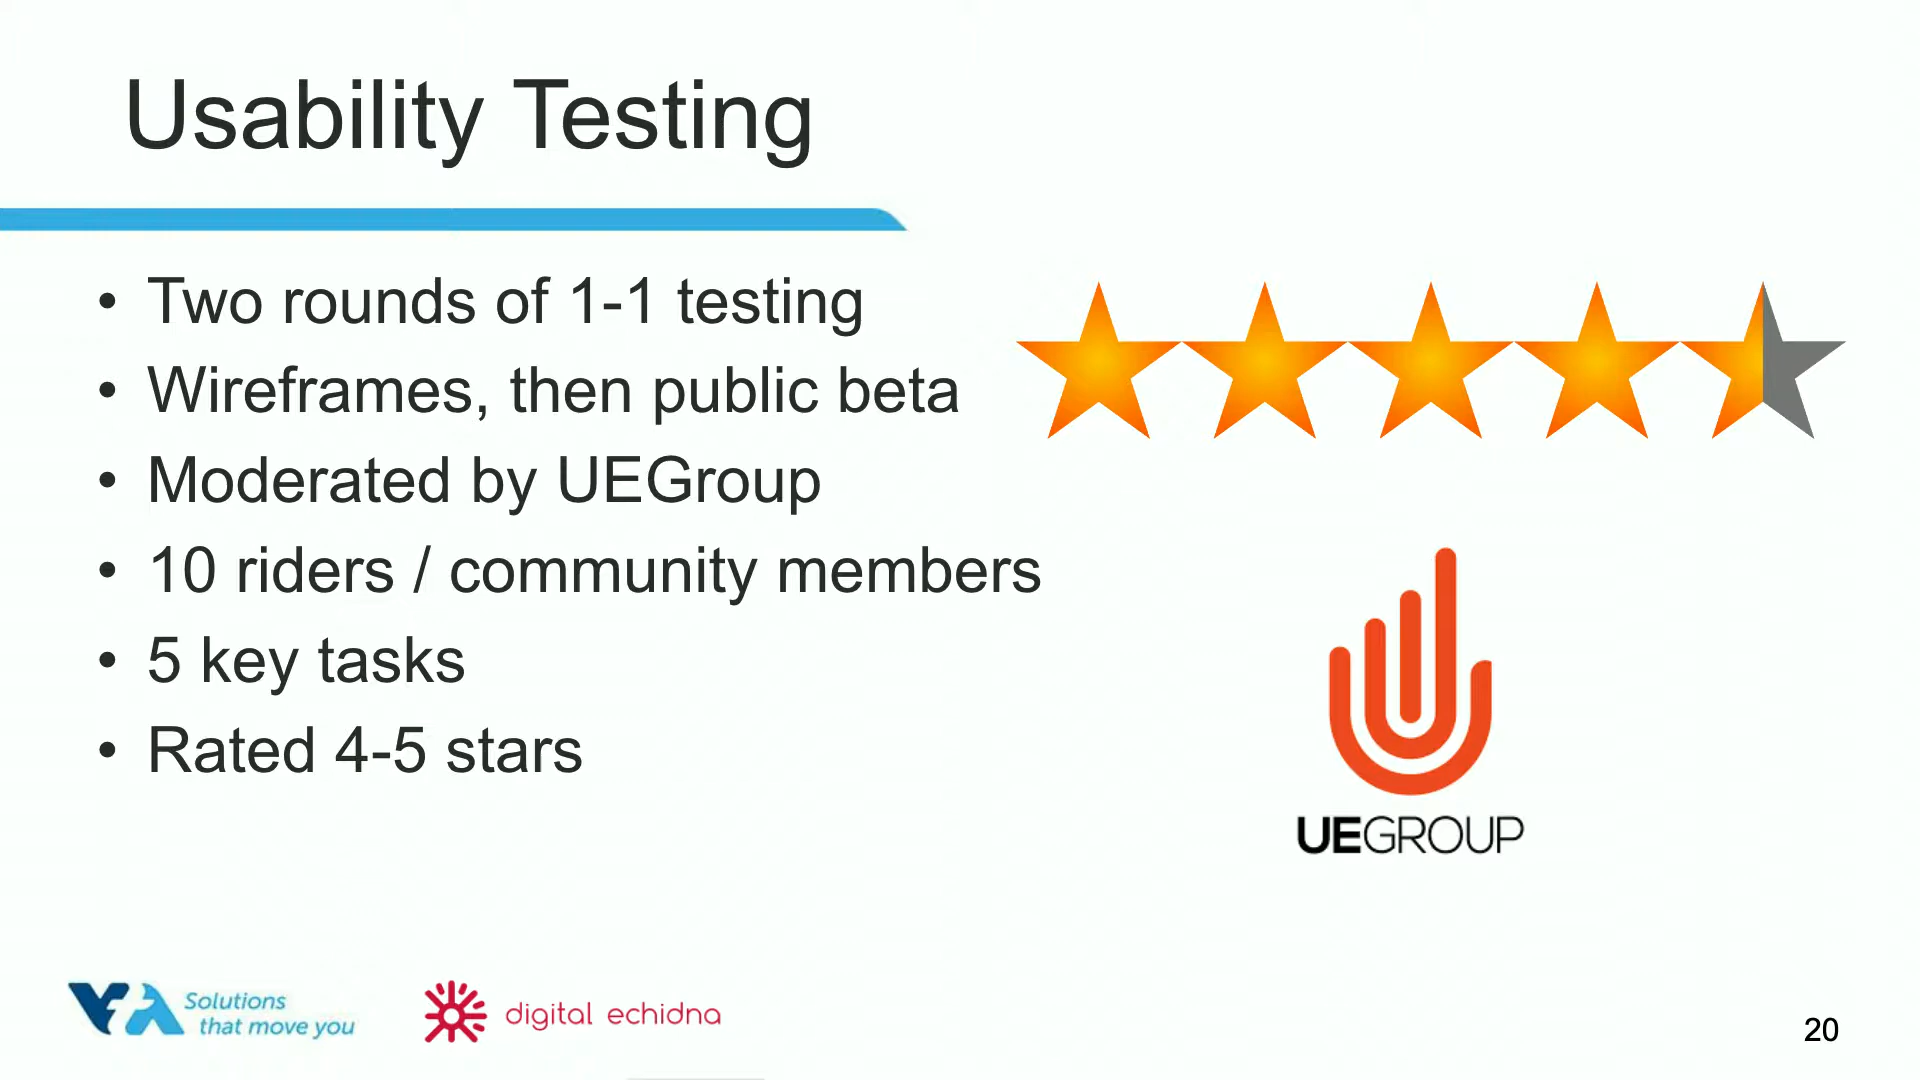 Usability Testing
• Two rounds of 1-1 testing
• Wireframes, then public beta
• Moderated by UEGroup
• 10 riders / community members
• 5 key tasks
• Rated 4-5 stars
UEGROUP
VTA Solutions
that move you
digital echidna
20